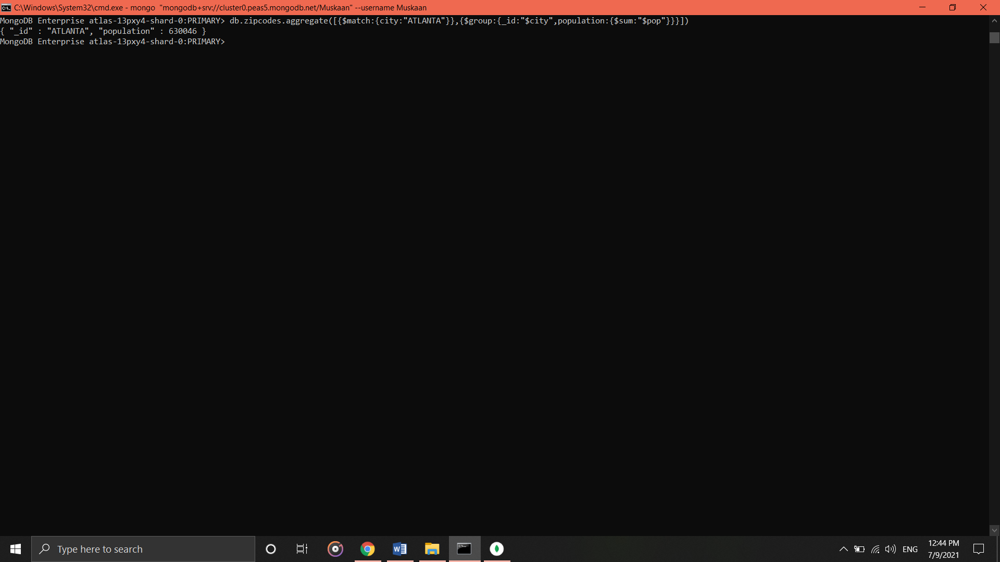 C:\Windows\System32\cmd.exe - mongo  "mongodb+srv://cluster0.peas5.mongodb.net/Muskaan" --username Muskaan
MongoDB Enterprise atlas-13pxy4-shard-0:PRIMARY> db.zipcodes.aggregate([{$match:{city:"ATLANTA"}},{$group:{_id:"$city",population:{$sum:"$pop"}}}])
{ "_id" : "ATLANTA", "population" : 630046 }
MongoDB Enterprise atlas-13pxy4-shard-0:PRIMARY>
Type here to search
ENG
12:44 PM
7/9/2021